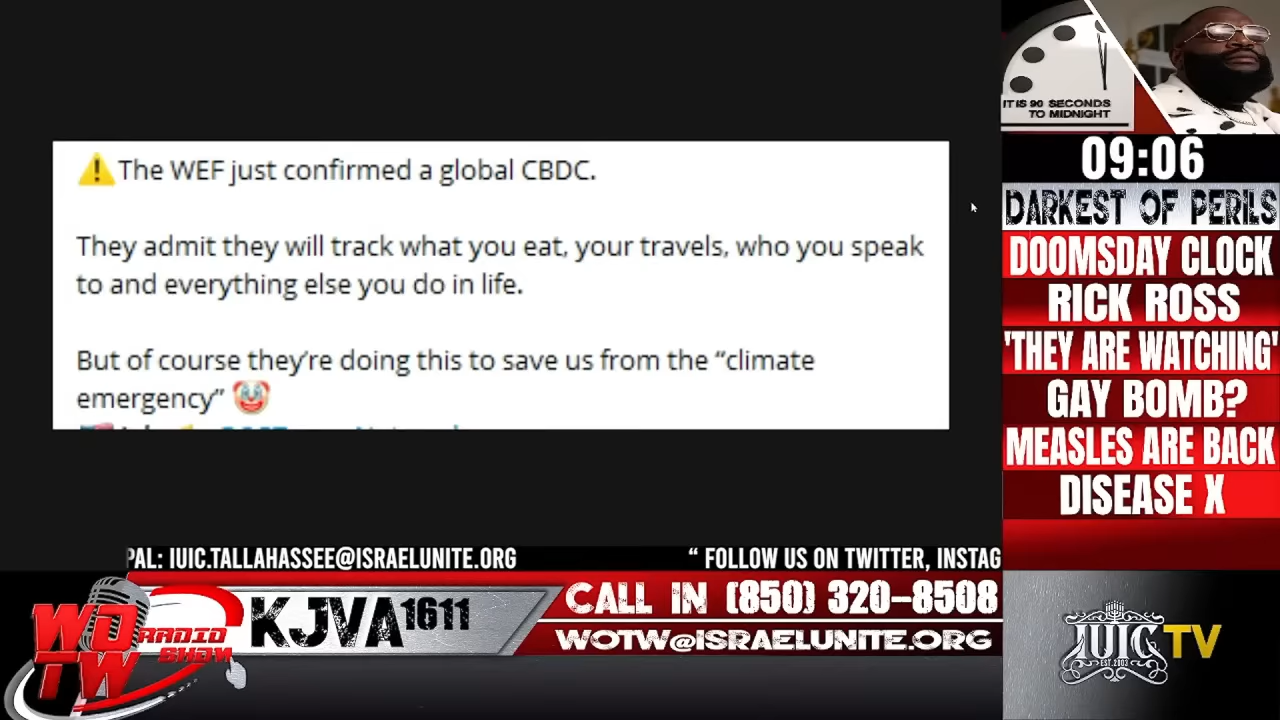 ⚠️The WEF just confirmed a global CBDC.
They admit they will track what you eat, your travels, who you speak
to and everything else you do in life.
But of course they’re doing this to save us from the “climate
emergency” 🤡
IT IS 90 SECONDS
TO MIDNIGHT
09:06
DARKEST OF PERILS
DOOMSDAY CLOCK
RICK ROSS
'THEY ARE WATCHING'
GAY BOMB?
MEASLES ARE BACK
DISEASE X
PAL: IUIC.TALLAHASSEE@ISRAELUNITE.ORG
“ FOLLOW US ON TWITTER, INSTAG
WOTW
RADIO
SHOW
KJVA1611
CALL IN (850) 320-8508
WOTW@ISRAELUNITE.ORG
IUIC TV
EST. 2003